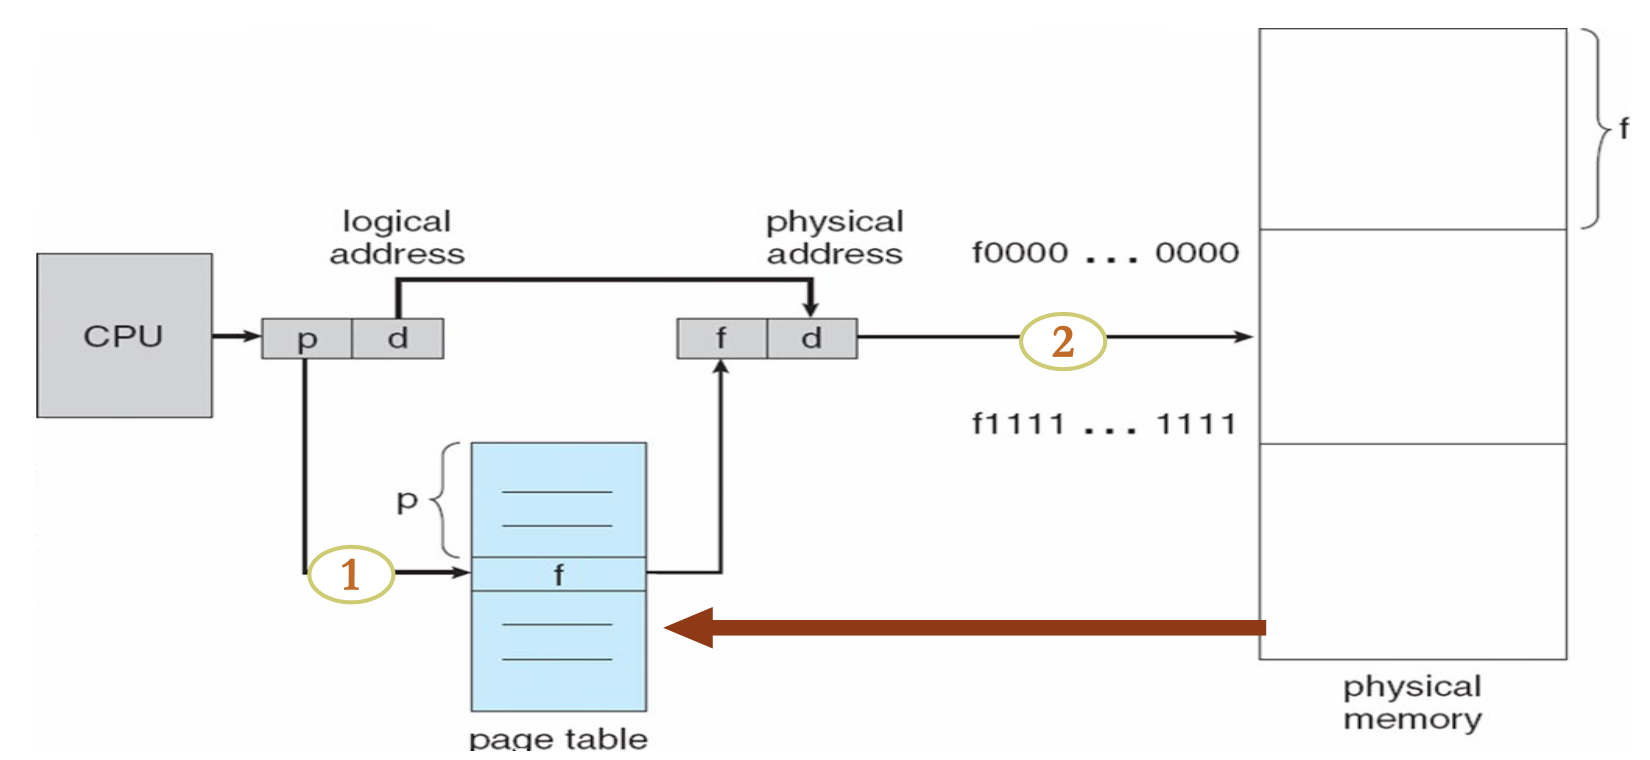 f
logical
address
physical
address
f0000 ... 0000
CPU
p
d
f
d
2
f1111 ... 1111
p
1
f
physical
memory
page table